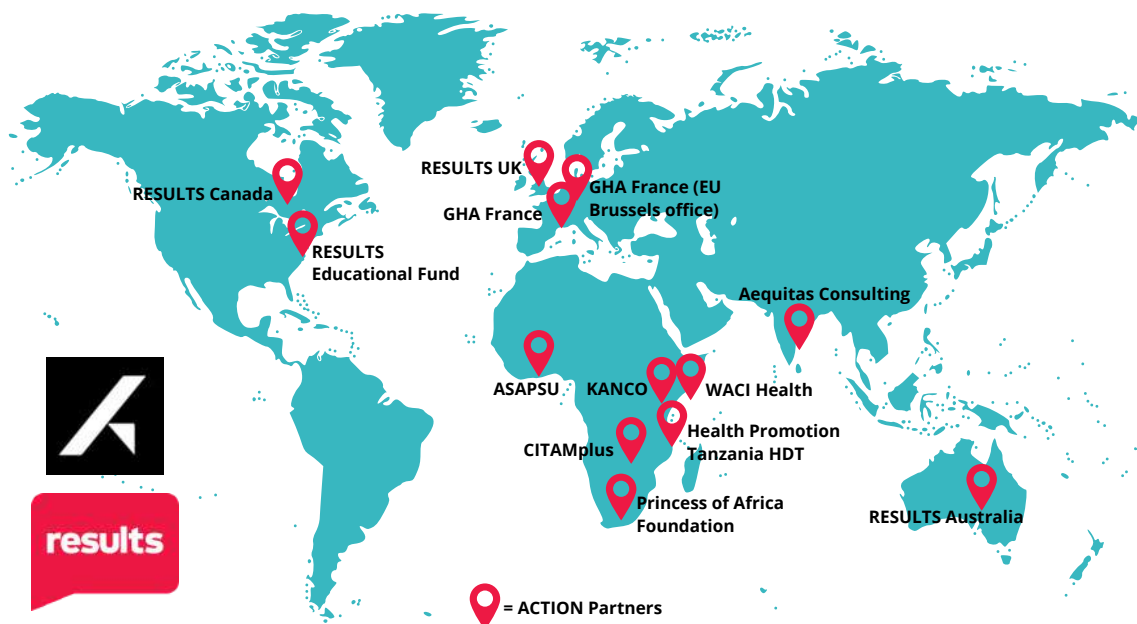 RESULTS UK
RESULTS Canada
GHA France (EU
Brussels office)
GHA France
RESULTS
Educational Fund
Aequitas Consulting
ASAPSU
KANCO
WACI Health
Health Promotion
Tanzania HDT
CITAMplus
Princess of Africa
Foundation
RESULTS Australia
results
= ACTION Partners